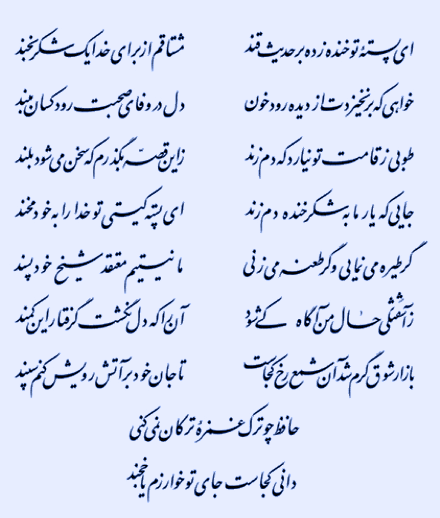 ای پستهٔ تو خنده زده بر حدیث قند مشتاقم از برای خدا یک شکر بخند
خواهی که برنخیزدت از دیده رود خون دل در وفای صحبت رود کسان مبند
طوبی ز قامت تو نیارد که دم زند زاین قصّه بگذرم که سخن می‌شود بلند
جایی که یار ما به شکرخنده دم زند ای پسته کیستی تو خدا را به خود مخند
گر طیره می‌نمایی و گر طعنه می‌زنی ما نیستیم معتقد شیخ خودپسند
زآشفتگی حال من آگاه کی شود آن را که دل نگشت گرفتار این کمند
بازار شوق گرم شد آن شمع رخ کجاست تا جان خود بر آتش رویش کنم سپند
حافظ چو ترک غمزهٔ ترکان نمی‌کنی
دانی کجاست جای تو خوارزم یا خجند